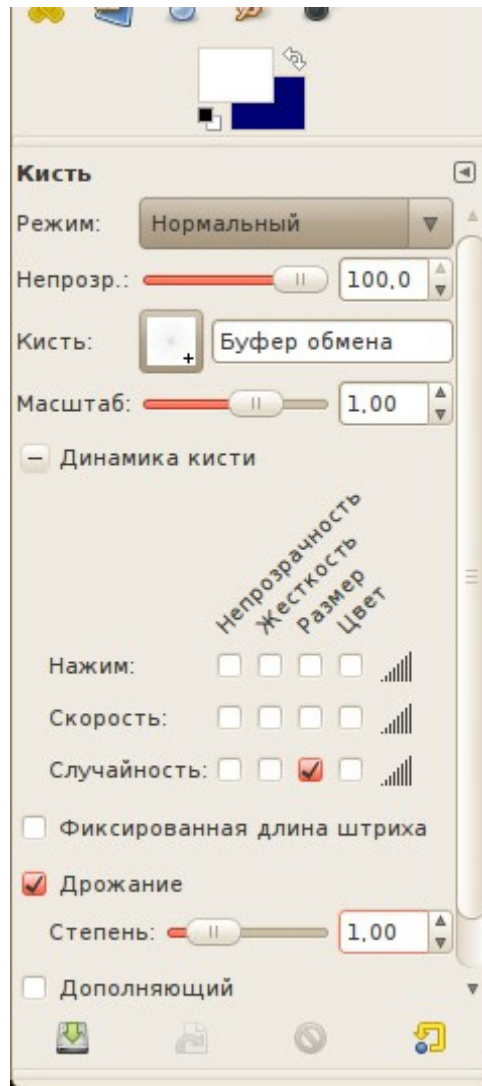 Кисть
Режим: Нормальный
Непрозр.: 100,0
Кисть: Буфер обмена
Масштаб: 1,00
Динамика кисти
Непрозрачность
Жесткость
Размер
Цвет
Нажим:
Скорость:
Случайность:
Фиксированная длина штриха
Дрожание
Степень: 1,00
Дополняющий